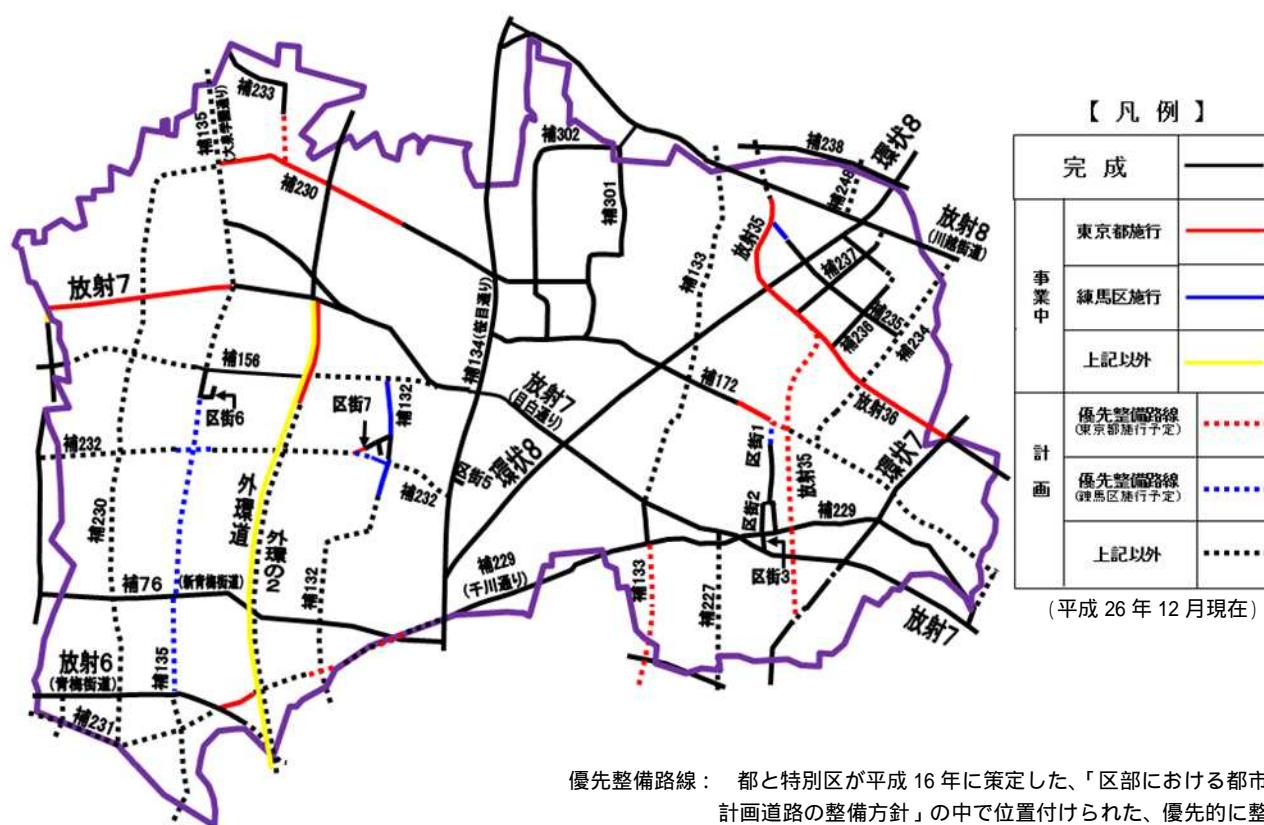 補233
補135
(大泉学園通り)
補230
放射7
補156
区街6
区街7
補132
補232
補232
補230
外環道
外環の2
補132
補76
(新青梅街道)
放射6
(青梅街道)
補135
補231
補134(笹目通り)
補302
補301
補133
放射7
(目白通り)
区街5
環状8
補229
(千川通り)
補172
補238
補248
環状8
放射8
(川越街道)
放射35
補237
補235
補236
補234
放射36
環状7
区街1
放射35
区街2
補229
区街3
補133
補227
放射7
【 凡 例 】
完 成
事業中
東京都施行
練馬区施行
上記以外
計画
優先整備路線
(東京都施行予定)
優先整備路線
(練馬区施行予定)
上記以外
(平成 26 年 12 月現在)
優先整備路線: 都と特別区が平成 16 年に策定した、「区部における都市
計画道路の整備方針」の中で位置付けられた、優先的に整